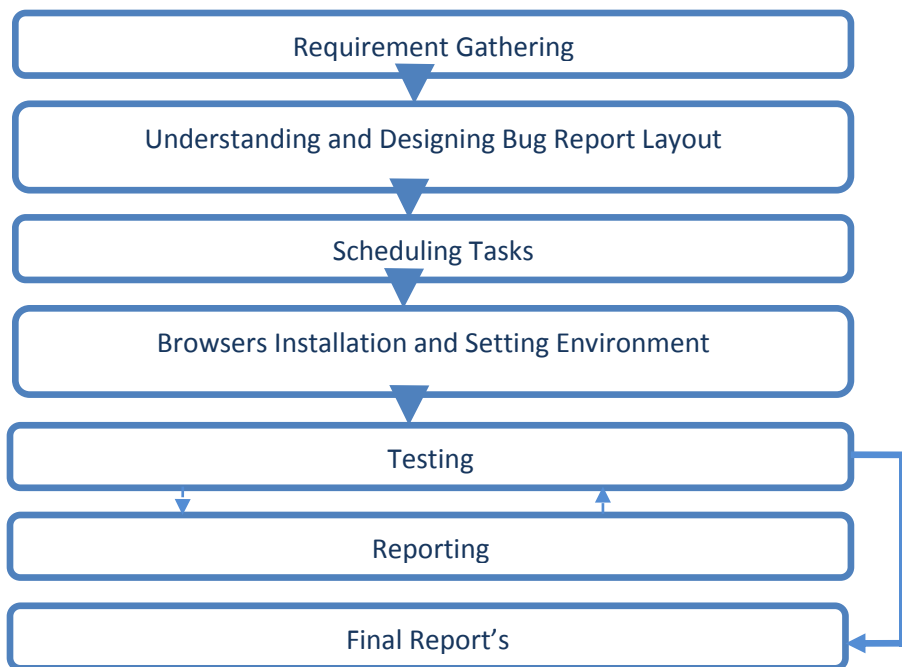 Requirement Gathering
Understanding and Designing Bug Report Layout
Scheduling Tasks
Browsers Installation and Setting Environment
Testing
Reporting
Final Report's